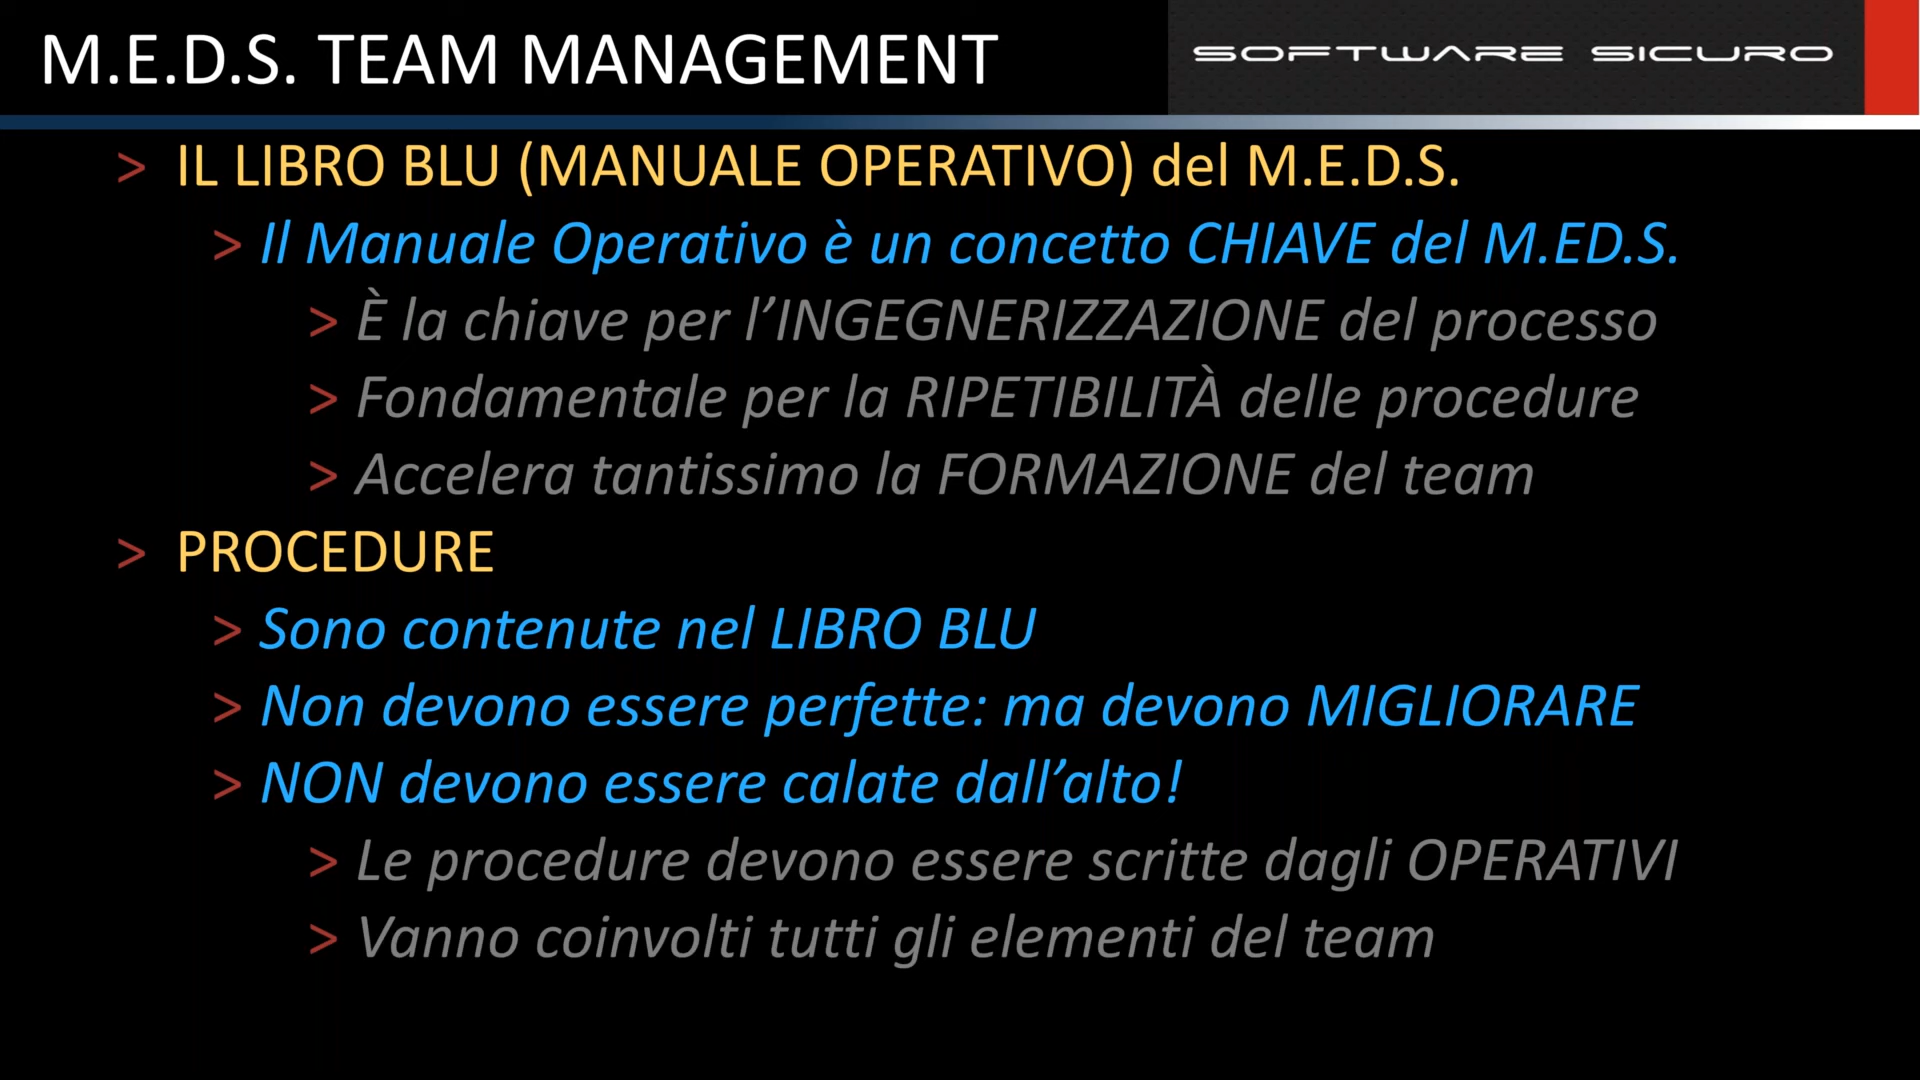 M.E.D.S. TEAM MANAGEMENT
SOFTWARE SICURO
> IL LIBRO BLU (MANUALE OPERATIVO) del M.E.D.S.
> Il Manuale Operativo è un concetto CHIAVE del M.ED.S.
> È la chiave per l’INGEGNERIZZAZIONE del processo
> Fondamentale per la RIPETIBILITÀ delle procedure
> Accelera tantissimo la FORMAZIONE del team
> PROCEDURE
> Sono contenute nel LIBRO BLU
> Non devono essere perfette: ma devono MIGLIORARE
> NON devono essere calate dall’alto!
> Le procedure devono essere scritte dagli OPERATIVI
> Vanno coinvolti tutti gli elementi del team